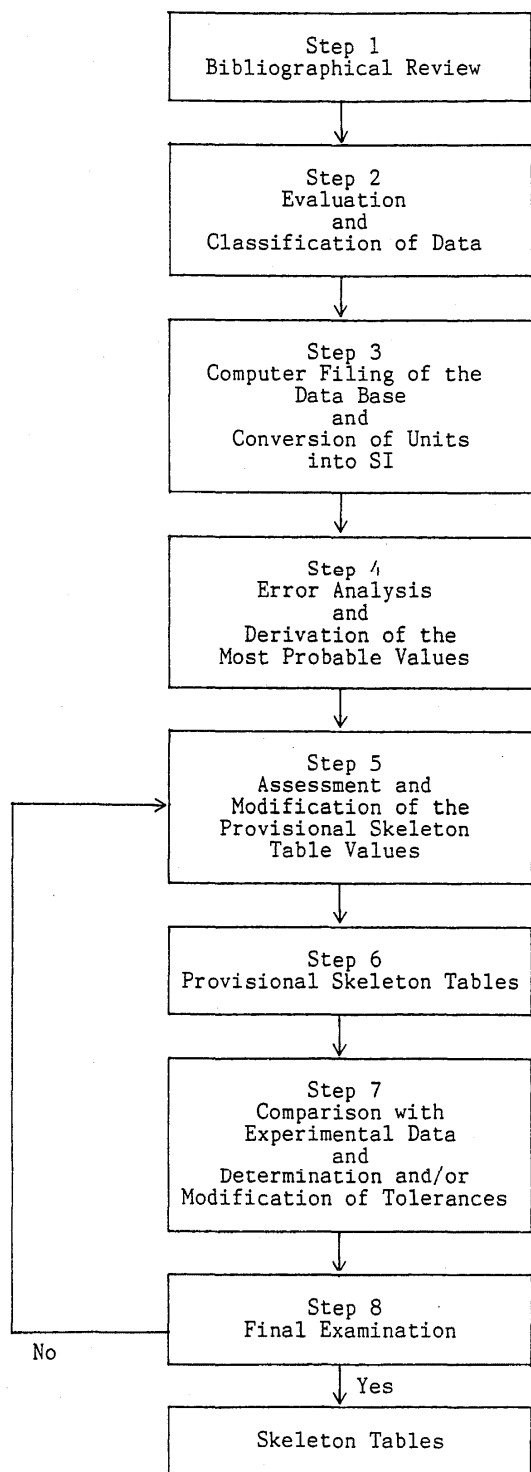 Step 1
Bibliographical Review
Step 2
Evaluation
and
Classification of Data
Step 3
Computer Filing of the
Data Base
and
Conversion of Units
into SI
Step 4
Error Analysis
and
Derivation of the
Most Probable Values
Step 5
Assessment and
Modification of the
Provisional Skeleton
Table Values
Step 6
Provisional Skeleton Tables
Step 7
Comparison with
Experimental Data
and
Determination and/or
Modification of Tolerances
Step 8
Final Examination
No
Yes
Skeleton Tables